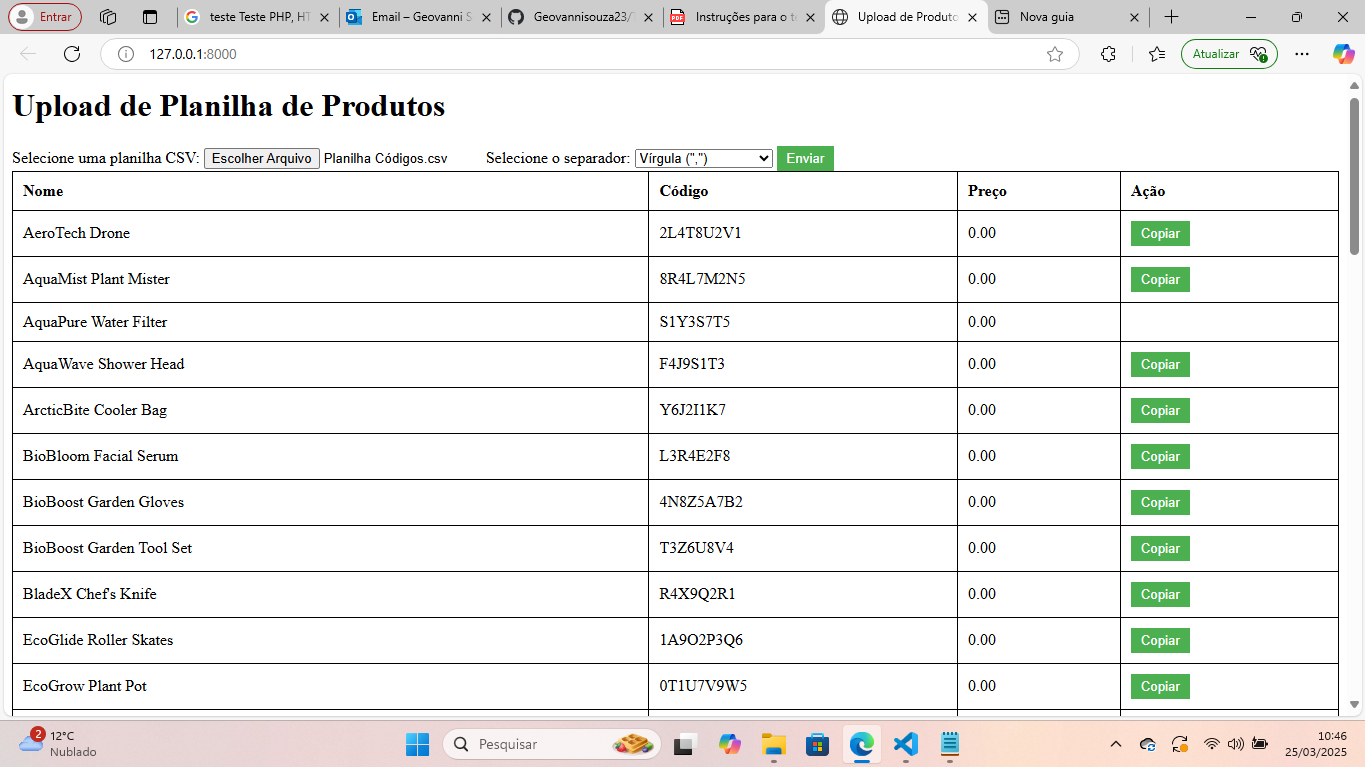 Entrar
teste Teste PHP, HT
Email – Geovanni S
Geovannisouza23/
Instruções para o t
Upload de Produto
Nova guia
127.0.0.1:8000
Atualizar
Upload de Planilha de Produtos
Selecione uma planilha CSV: Escolher Arquivo Planilha Códigos.csv Selecione o separador: Vírgula (",") Enviar
Nome Código Preço Ação
AeroTech Drone 2L4T8U2V1 0.00 Copiar
AquaMist Plant Mister 8R4L7M2N5 0.00 Copiar
AquaPure Water Filter S1Y3S7T5 0.00
AquaWave Shower Head F4J9S1T3 0.00 Copiar
ArcticBite Cooler Bag Y6J2I1K7 0.00 Copiar
BioBloom Facial Serum L3R4E2F8 0.00 Copiar
BioBoost Garden Gloves 4N8Z5A7B2 0.00 Copiar
BioBoost Garden Tool Set T3Z6U8V4 0.00 Copiar
BladeX Chef's Knife R4X9Q2R1 0.00 Copiar
EcoGlide Roller Skates 1A9O2P3Q6 0.00 Copiar
EcoGrow Plant Pot 0T1U7V9W5 0.00 Copiar
2
12°C
Nublado
Pesquisar
10:46
25/03/2025